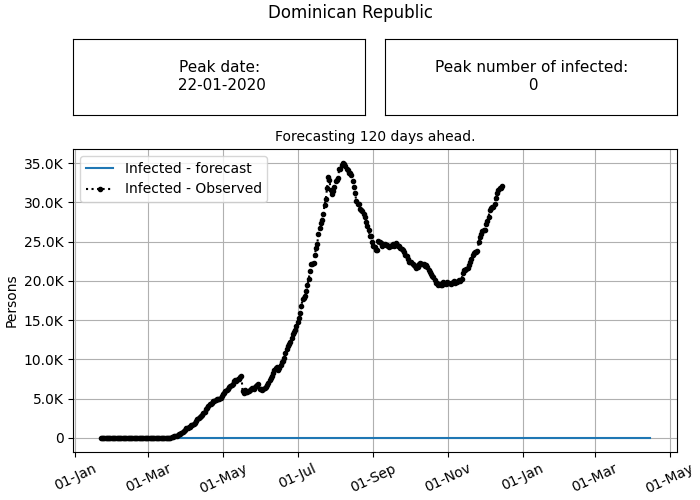 Dominican Republic
Peak date:
22-01-2020
Peak number of infected:
0
Forecasting 120 days ahead.
Infected - forecast
Infected - Observed
Persons
35.0K
30.0K
25.0K
20.0K
15.0K
10.0K
5.0K
0
01-Jan
01-Mar
01-May
01-Jul
01-Sep
01-Nov
01-Jan
01-Mar
01-May